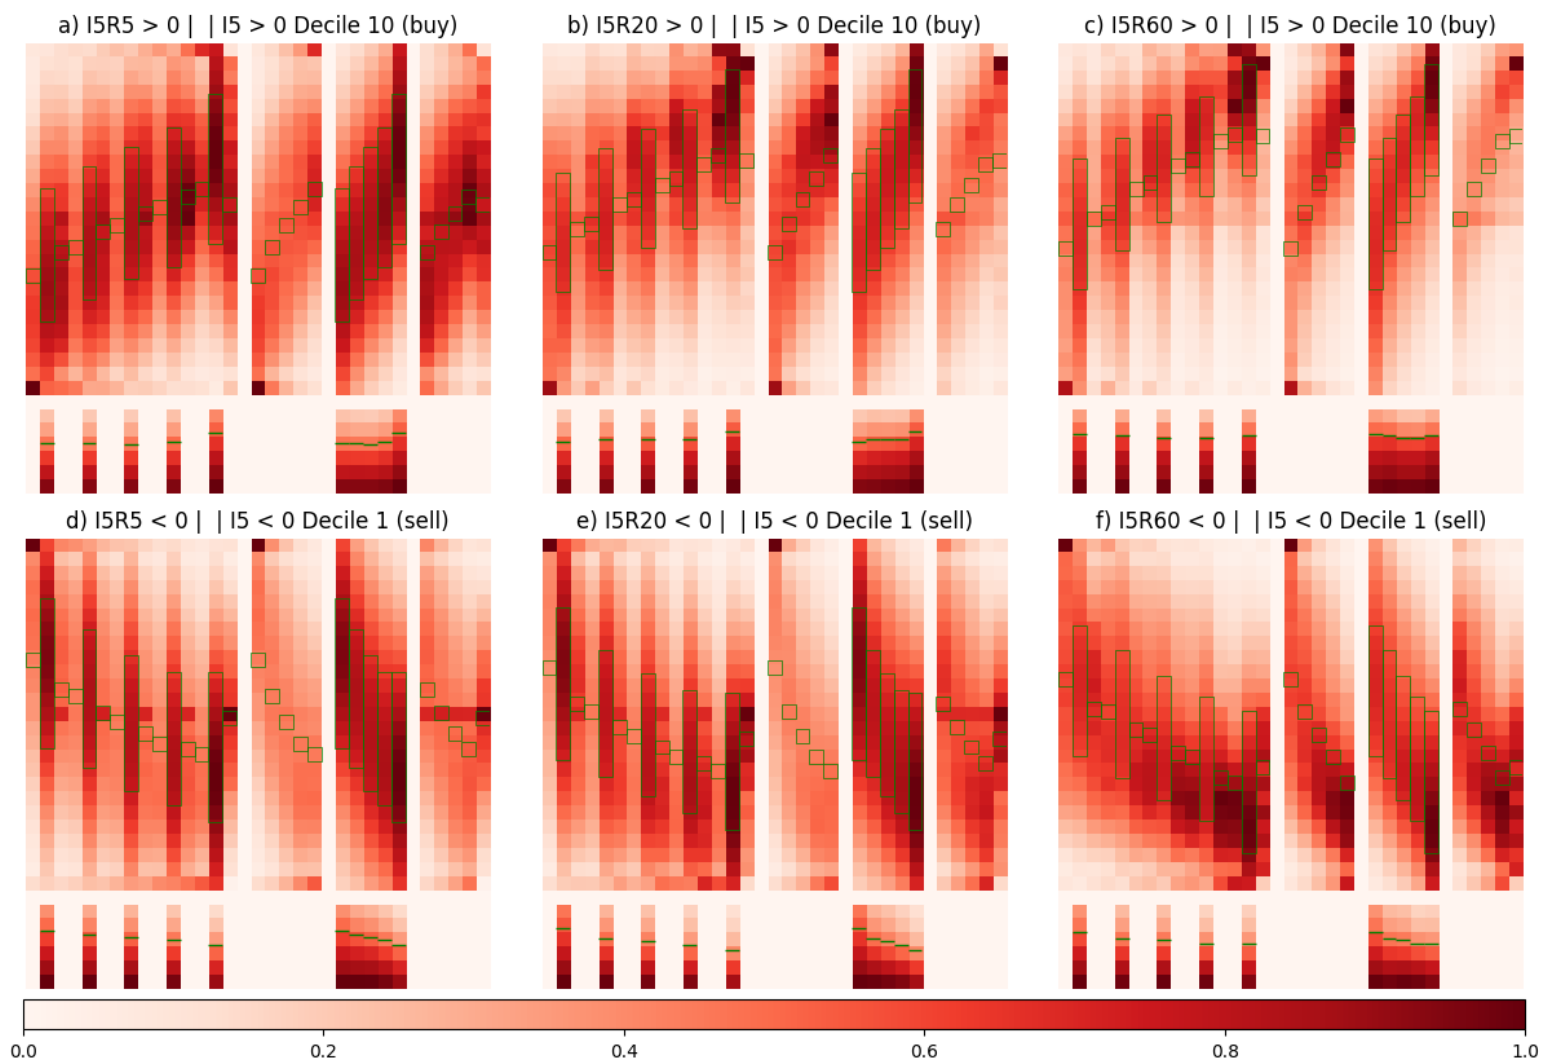 a) I5R5 > 0 | | I5 > 0 Decile 10 (buy)
b) I5R20 > 0 | | I5 > 0 Decile 10 (buy)
c) I5R60 > 0 | | I5 > 0 Decile 10 (buy)
d) I5R5 < 0 | | I5 < 0 Decile 1 (sell)
e) I5R20 < 0 | | I5 < 0 Decile 1 (sell)
f) I5R60 < 0 | | I5 < 0 Decile 1 (sell)
0.0 0.2 0.4 0.6 0.8 1.0